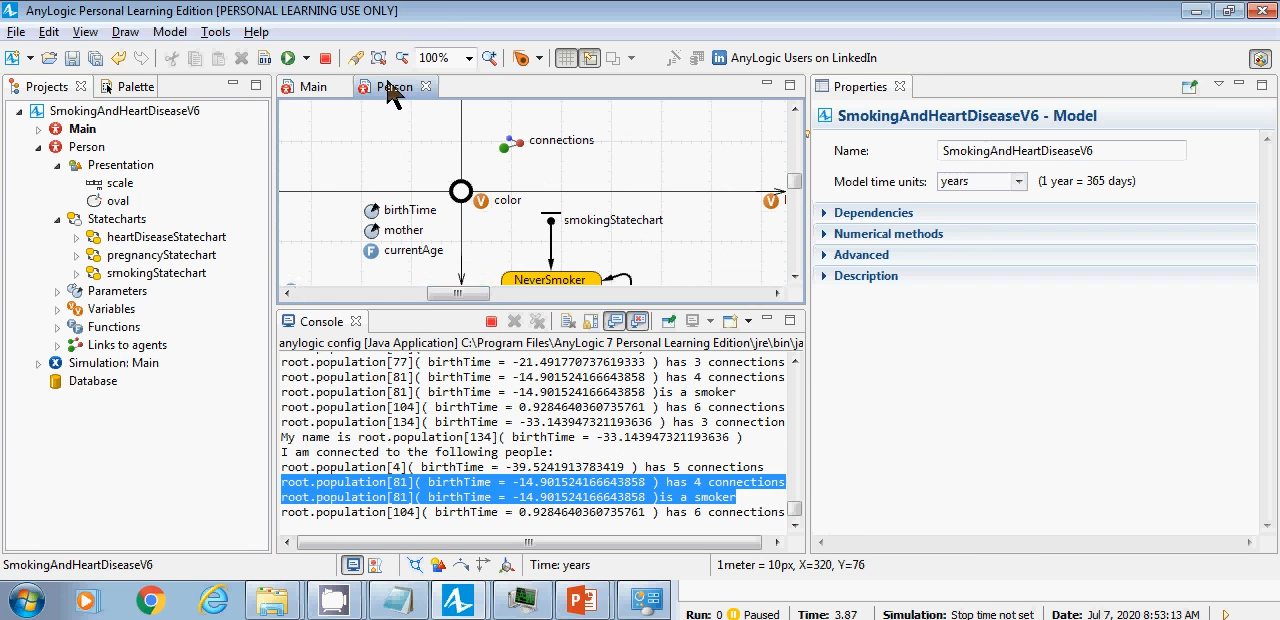 AnyLogic Personal Learning Edition [PERSONAL LEARNING USE ONLY]
File Edit View Draw Model Tools Help
100% AnyLogic Users on LinkedIn
Projects Palette
SmokingAndHeartDiseaseV6
Main
Person
Presentation
scale
oval
Statecharts
heartDiseaseStatechart
pregnancyStatechart
smokingStatechart
Parameters
Variables
Functions
Links to agents
Simulation: Main
Database
Main Person
connections
color
birthTime
mother
currentAge
smokingStatechart
NeverSmoker
Console
anylogic config [Java Application] C:\Program Files\AnyLogic 7 Personal Learning Edition\jre\bin\ja
root.population[77]( birthTime = -21.491770737619333 ) has 3 connections
root.population[81]( birthTime = -14.901524166643858 ) has 4 connections
root.population[81]( birthTime = -14.901524166643858 )is a smoker
root.population[104]( birthTime = 0.9284640360735761 ) has 6 connections
root.population[134]( birthTime = -33.143947321193636 ) has 3 connection
My name is root.population[134]( birthTime = -33.143947321193636 )
I am connected to the following people:
root.population[4]( birthTime = -39.5241913783419 ) has 5 connections
root.population[81]( birthTime = -14.901524166643858 ) has 4 connections
root.population[81]( birthTime = -14.901524166643858 )is a smoker
root.population[104]( birthTime = 0.9284640360735761 ) has 6 connections
Properties
SmokingAndHeartDiseaseV6 - Model
Name: SmokingAndHeartDiseaseV6
Model time units: years (1 year = 365 days)
Dependencies
Numerical methods
Advanced
Description
SmokingAndHeartDiseaseV6 Time: years 1meter = 10px, X=320, Y=76
Run: 0 Paused Time: 3.87 Simulation: Stop time not set Date: Jul 7, 2020 8:53:13 AM